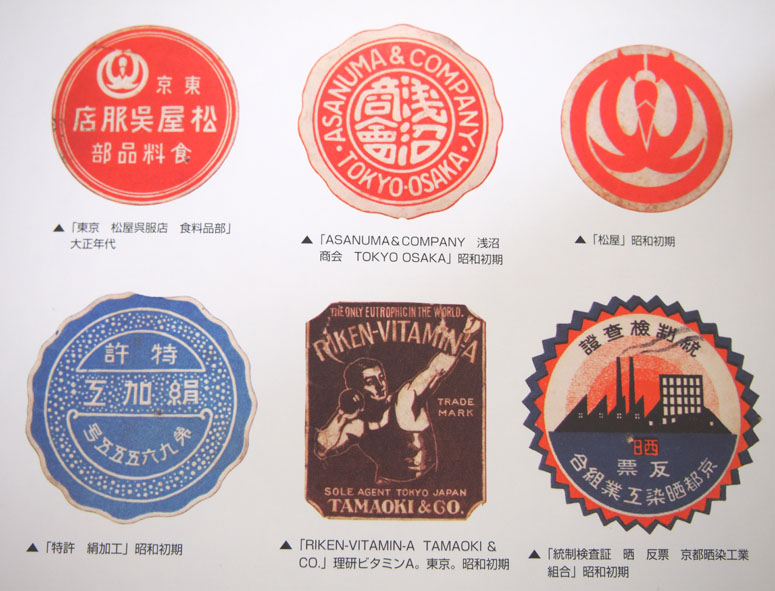 東京
松屋吳服店
食料品部
▲「東京　松屋呉服店　食料品部」
大正年代
ASANUMA & COMPANY
淺沼
商會
TOKYO-OSAKA
▲「ASANUMA＆COMPANY　浅沼
商会　TOKYO OSAKA」昭和初期
▲「松屋」昭和初期
特許
絹加工
㐧九六五五五号
▲「特許　絹加工」昭和初期
THE ONLY EUTROPHIC IN THE WORLD.
RIKEN-VITAMIN-A
TRADE
MARK
SOLE AGENT TOKYO JAPAN
TAMAOKI & CO.
▲「RIKEN-VITAMIN-A　TAMAOKI &
CO.」理研ビタミンA。東京。昭和初期
統制檢查證
晒
反票
京都晒染工業組合
▲「統制検査証　晒　反票　京都晒染工業
組合」昭和初期